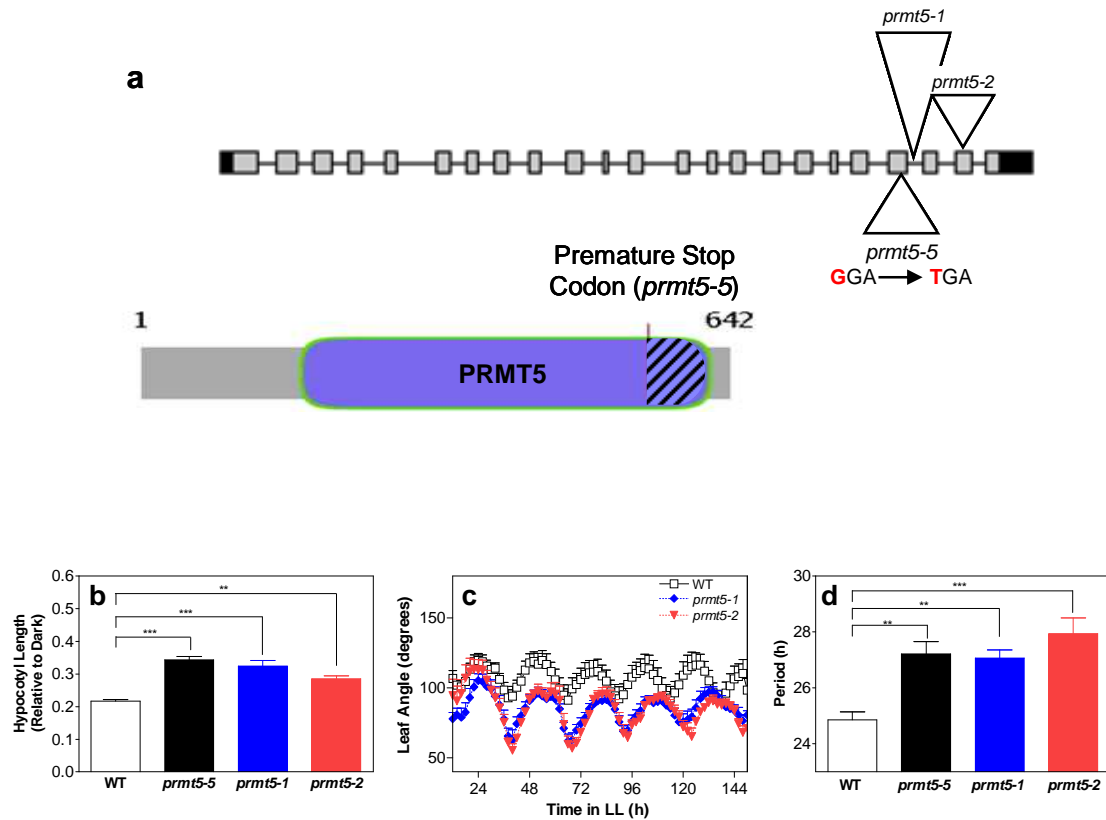 a
prmt5-1
prmt5-2
prmt5-5
GGA TGA
Premature Stop
Codon (prmt5-5)
1
642
PRMT5
b
Hypocotyl Length
(Relative to Dark)
0.6
0.5
0.4
0.3
0.2
0.1
0.0
**
***
***
WT prmt5-5 prmt5-1 prmt5-2
c
Leaf Angle (degrees)
150
100
50
WT
prmt5-1
prmt5-2
24 48 72 96 120 144
Time in LL (h)
d
Period (h)
30
28
26
24
***
**
**
WT prmt5-5 prmt5-1 prmt5-2